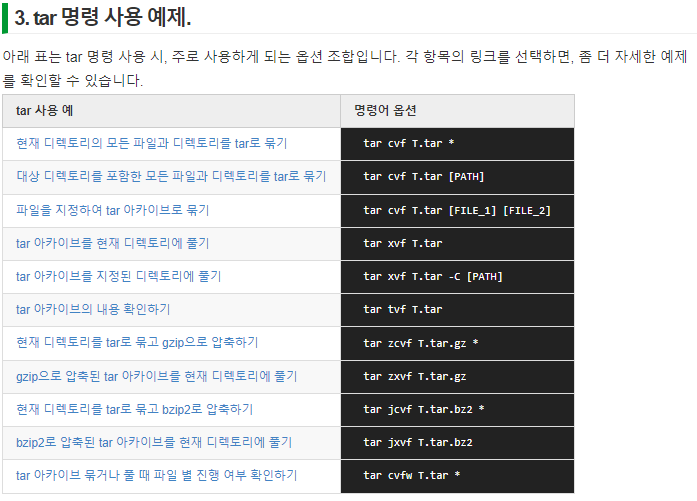 3. tar 명령 사용 예제.
아래 표는 tar 명령 사용 시, 주로 사용하게 되는 옵션 조합입니다. 각 항목의 링크를 선택하면, 좀 더 자세한 예제
를 확인할 수 있습니다.
tar 사용 예 명령어 옵션
현재 디렉토리의 모든 파일과 디렉토리를 tar로 묶기 tar cvf T.tar *
대상 디렉토리를 포함한 모든 파일과 디렉토리를 tar로 묶기 tar cvf T.tar [PATH]
파일을 지정하여 tar 아카이브로 묶기 tar cvf T.tar [FILE_1] [FILE_2]
tar 아카이브를 현재 디렉토리에 풀기 tar xvf T.tar
tar 아카이브를 지정된 디렉토리에 풀기 tar xvf T.tar -C [PATH]
tar 아카이브의 내용 확인하기 tar tvf T.tar
현재 디렉토리를 tar로 묶고 gzip으로 압축하기 tar zcvf T.tar.gz *
gzip으로 압축된 tar 아카이브를 현재 디렉토리에 풀기 tar zxvf T.tar.gz
현재 디렉토리를 tar로 묶고 bzip2로 압축하기 tar jcvf T.tar.bz2 *
bzip2로 압축된 tar 아카이브를 현재 디렉토리에 풀기 tar jxvf T.tar.bz2
tar 아카이브 묶거나 풀 때 파일 별 진행 여부 확인하기 tar cvfw T.tar *